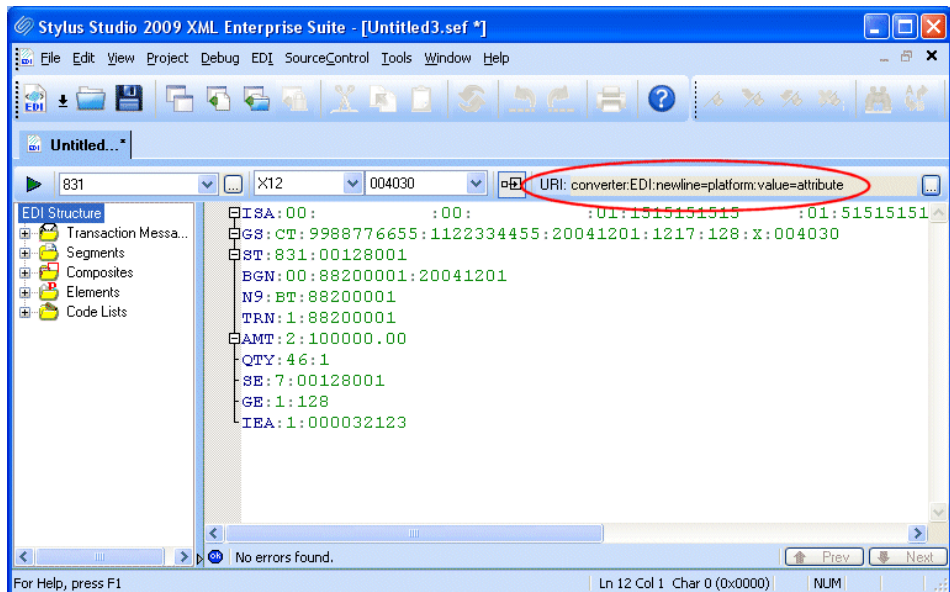 Stylus Studio 2009 XML Enterprise Suite - [Untitled3.sef *]
File Edit View Project Debug EDI SourceControl Tools Window Help
EDI
Untitled...*
831 ... X12 004030 URI: converter:EDI:newline=platform:value=attribute ...
EDI Structure
Transaction Messa...
Segments
Composites
Elements
Code Lists
ISA:00: :00: :01:1515151515 :01:51515151
GS:CT:9988776655:1122334455:20041201:1217:128:X:004030
ST:831:00128001
BGN:00:88200001:20041201
N9:BT:88200001
TRN:1:88200001
AMT:2:100000.00
QTY:46:1
SE:7:00128001
GE:1:128
IEA:1:000032123
ok No errors found. Prev Next
For Help, press F1 Ln 12 Col 1 Char 0 (0x0000) NUM